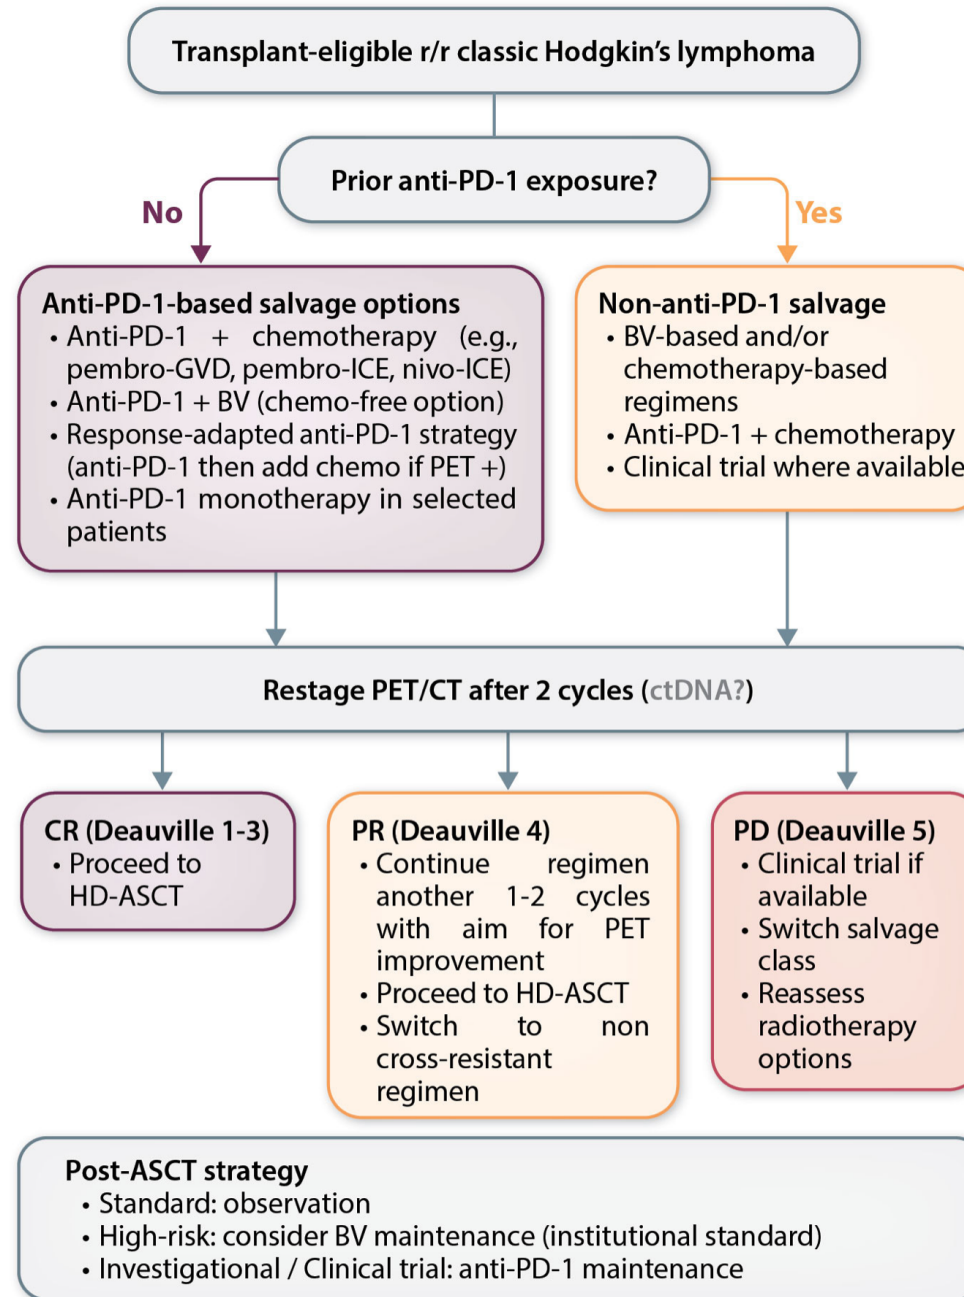 Transplant-eligible r/r classic Hodgkin's lymphoma
Prior anti-PD-1 exposure?
No
Yes
Anti-PD-1-based salvage options
• Anti-PD-1 + chemotherapy (e.g.,
pembro-GVD, pembro-ICE, nivo-ICE)
• Anti-PD-1 + BV (chemo-free option)
• Response-adapted anti-PD-1 strategy
(anti-PD-1 then add chemo if PET +)
• Anti-PD-1 monotherapy in selected
patients
Non-anti-PD-1 salvage
• BV-based and/or
chemotherapy-based
regimens
• Anti-PD-1 + chemotherapy
• Clinical trial where available
Restage PET/CT after 2 cycles (ctDNA?)
CR (Deauville 1-3)
• Proceed to
HD-ASCT
PR (Deauville 4)
• Continue regimen
another 1-2 cycles
with aim for PET
improvement
• Proceed to HD-ASCT
• Switch to non
cross-resistant
regimen
PD (Deauville 5)
• Clinical trial if
available
• Switch salvage
class
• Reassess
radiotherapy
options
Post-ASCT strategy
• Standard: observation
• High-risk: consider BV maintenance (institutional standard)
• Investigational / Clinical trial: anti-PD-1 maintenance